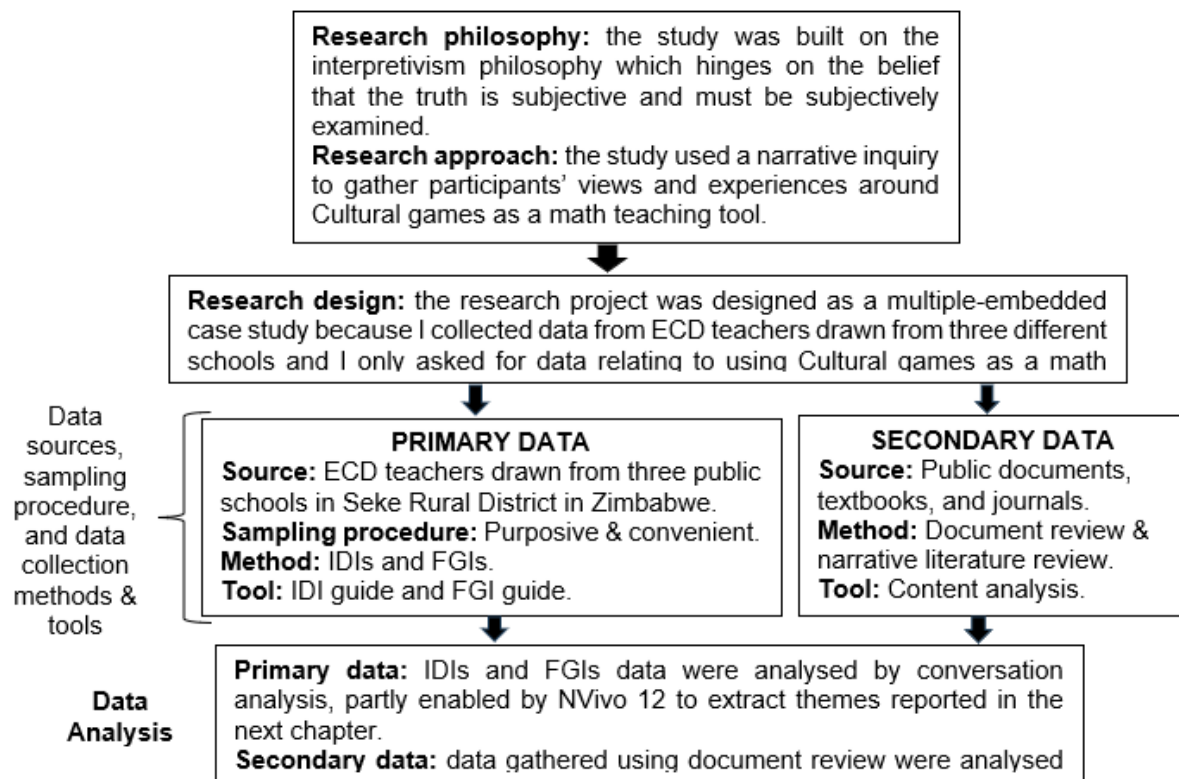 Research philosophy: the study was built on the
interpretivism philosophy which hinges on the belief
that the truth is subjective and must be subjectively
examined.
Research approach: the study used a narrative inquiry
to gather participants’ views and experiences around
Cultural games as a math teaching tool.
Research design: the research project was designed as a multiple-embedded
case study because I collected data from ECD teachers drawn from three different
schools and I only asked for data relating to using Cultural games as a math
Data
sources,
sampling
procedure,
and data
collection
methods &
tools
PRIMARY DATA
Source: ECD teachers drawn from three public
schools in Seke Rural District in Zimbabwe.
Sampling procedure: Purposive & convenient.
Method: IDIs and FGIs.
Tool: IDI guide and FGI guide.
SECONDARY DATA
Source: Public documents,
textbooks, and journals.
Method: Document review &
narrative literature review.
Tool: Content analysis.
Data
Analysis
Primary data: IDIs and FGIs data were analysed by conversation
analysis, partly enabled by NVivo 12 to extract themes reported in the
next chapter.
Secondary data: data gathered using document review were analysed